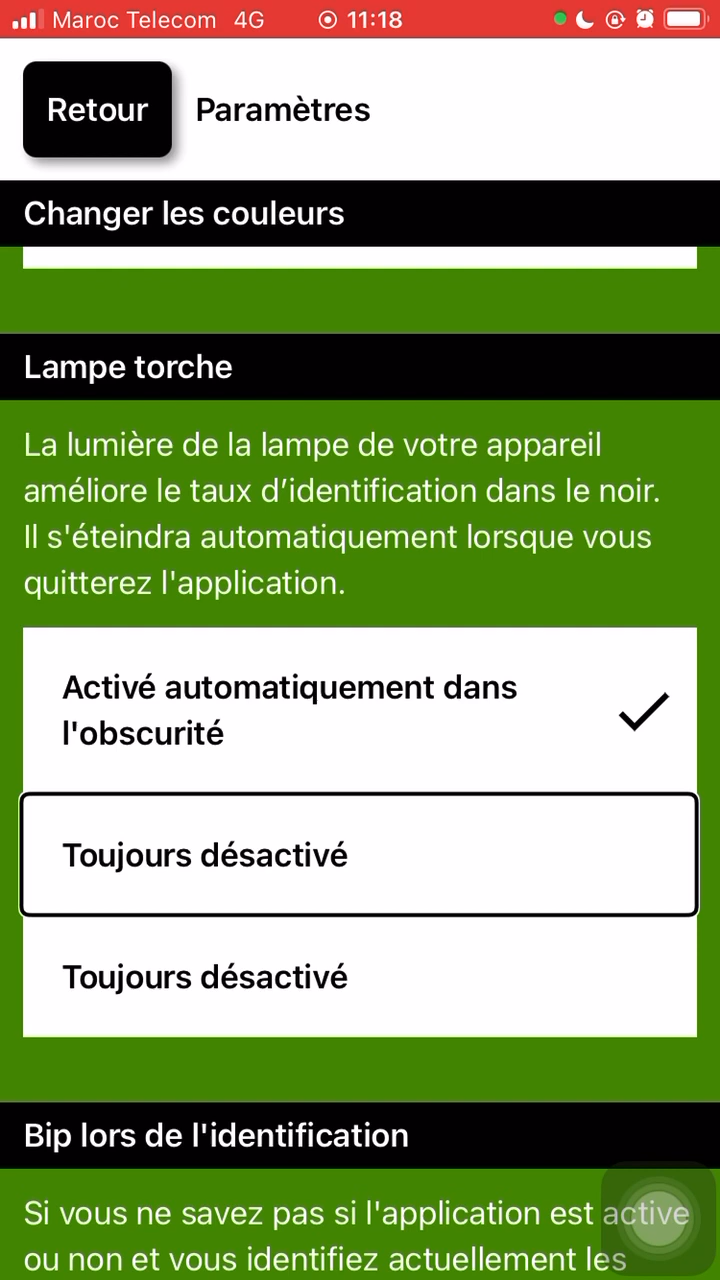 Maroc Telecom 4G 11:18
Retour Paramètres
Changer les couleurs
Lampe torche
La lumière de la lampe de votre appareil
améliore le taux d’identification dans le noir.
Il s'éteindra automatiquement lorsque vous
quitterez l'application.
Activé automatiquement dans
l'obscurité
Toujours désactivé
Toujours désactivé
Bip lors de l'identification
Si vous ne savez pas si l'application est active
ou non et vous identifiez actuellement les